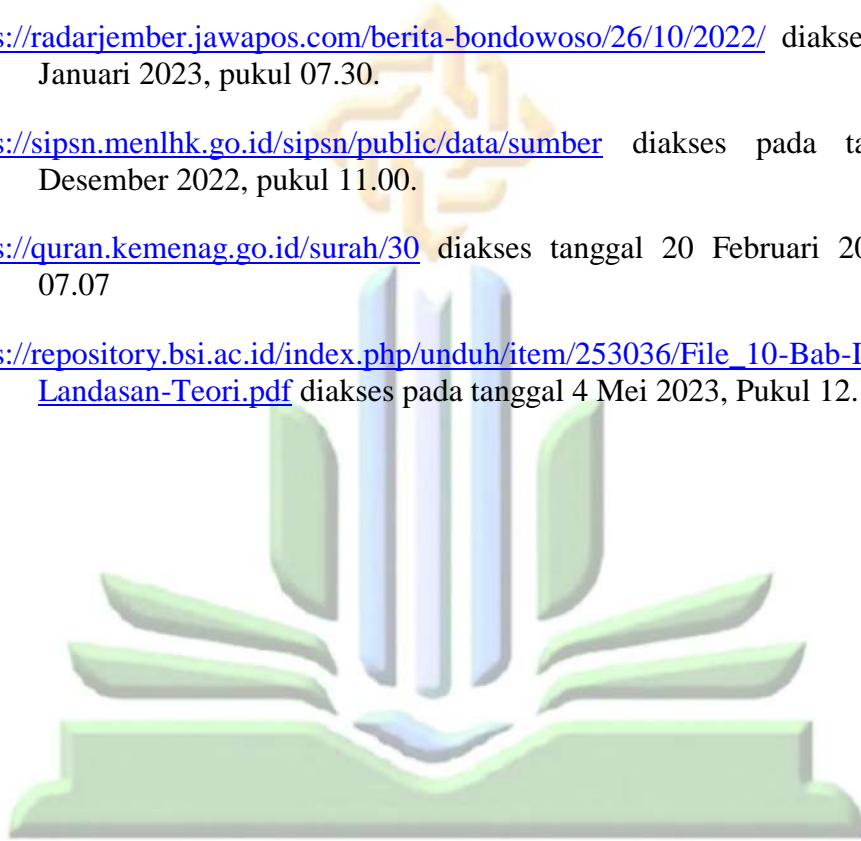 s://radarjember.jawapos.com/berita-bondowoso/26/10/2022/ diakse
Januari 2023, pukul 07.30.
s://sipsn.menlhk.go.id/sipsn/public/data/sumber diakses pada ta
Desember 2022, pukul 11.00.
s://quran.kemenag.go.id/surah/30 diakses tanggal 20 Februari 20
07.07
s://repository.bsi.ac.id/index.php/unduh/item/253036/File_10-Bab-I
Landasan-Teori.pdf diakses pada tanggal 4 Mei 2023, Pukul 12.